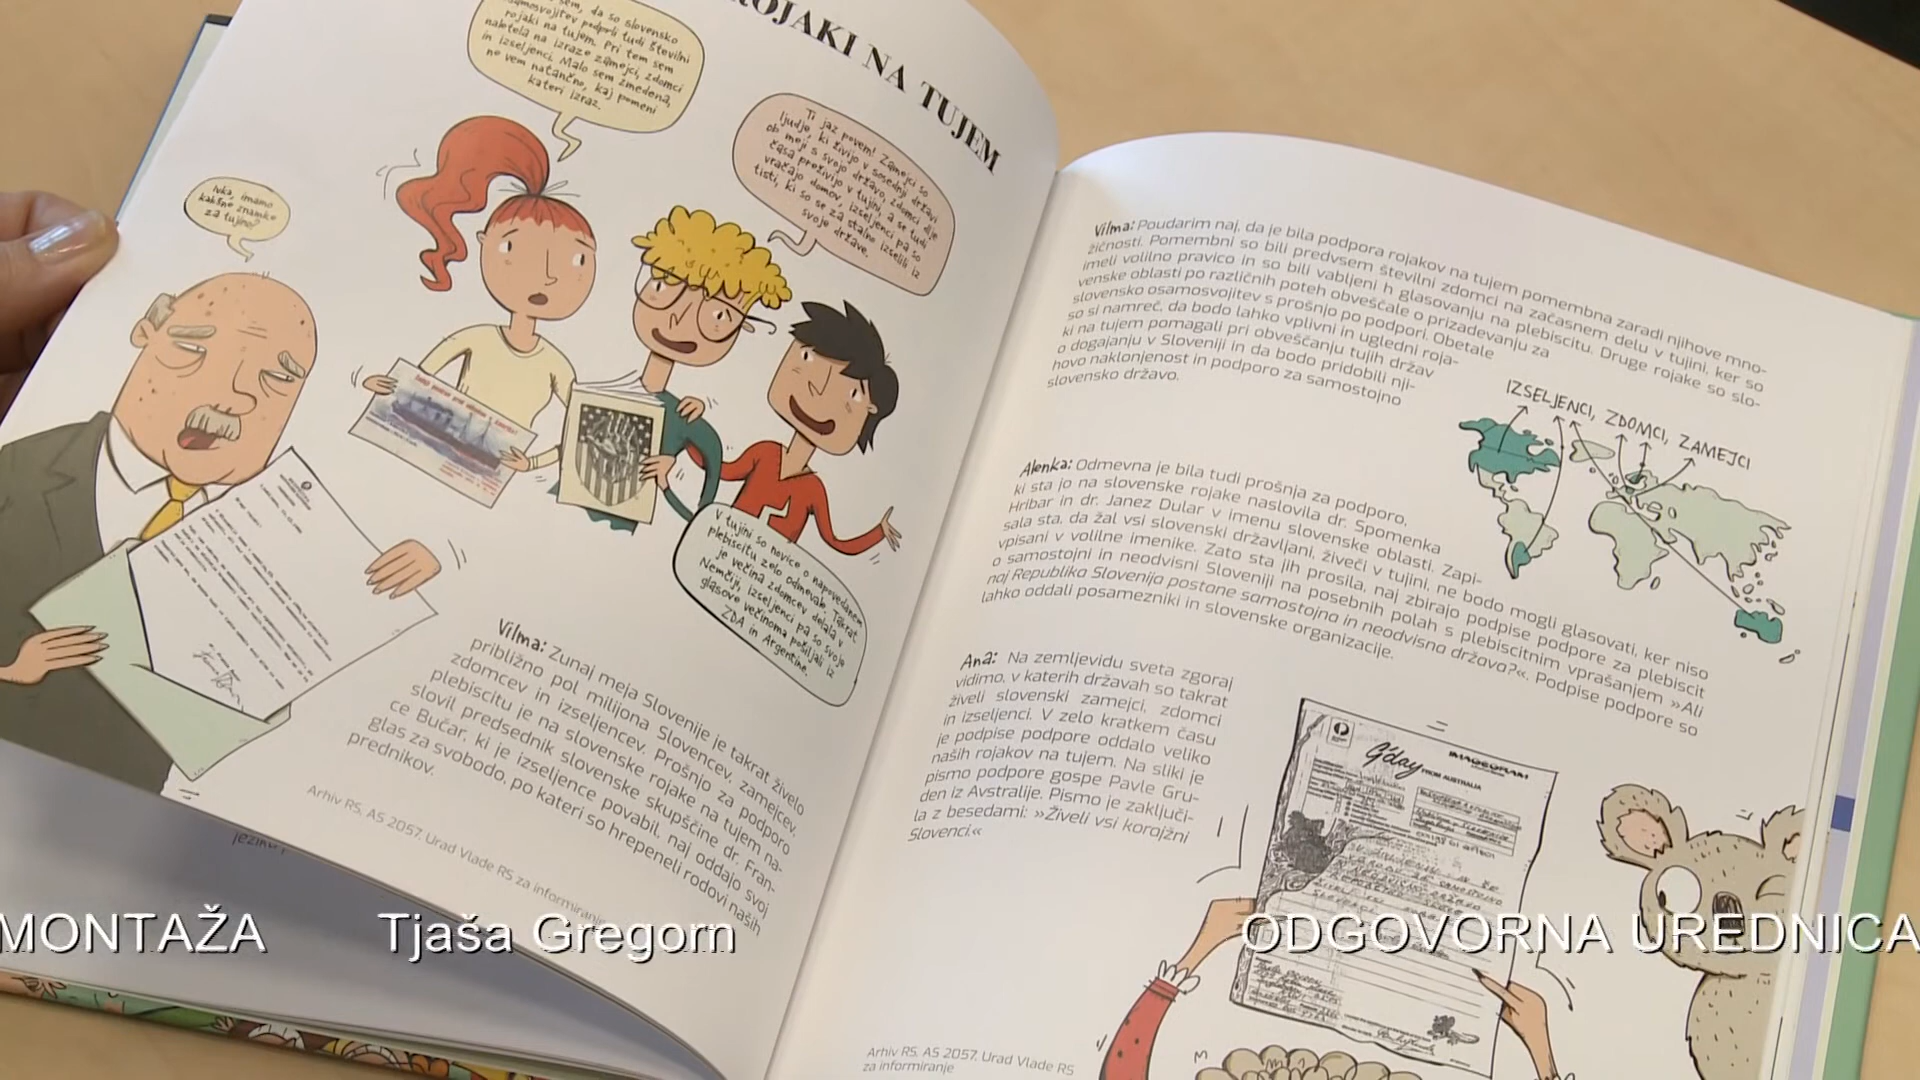 ROJAKI NA TUJEM
sem, da so slovensko
osamosvojitev podprli tudi številni
rojaki na tujem. Pri tem sem
naletela na izraze zamejci, zdomci
in izseljenci. Malo sem zmedena,
ne vem natančno, kaj pomeni
kateri izraz.
Ti jaz povem! Zamejci so
ljudje, ki živijo v sosednji državi
ob meji s svojo državo, zdomci dlje
časa preživijo v tujini, a se tudi
vračajo domov, izseljenci pa so
tisti, ki so se za stalno izselili iz
svoje države.
Ivka, imamo
kakšne znamke
za tujino?
V tujini so novice o napovedanem
plebiscitu zelo odmevale. Takrat
je večina zdomcev delala v
Nemčiji, izseljenci pa so svoje
glasove večinoma pošiljali iz
ZDA in Argentine.
Vilma: Zunaj meja Slovenije je takrat živelo
približno pol milijona Slovencev, zamejcev,
zdomcev in izseljencev. Prošnjo za podporo
plebiscitu je na slovenske rojake na tujem na-
slovil predsednik slovenske skupščine dr. Fran-
ce Bučar, ki je izseljence povabil, naj oddajo svoj
glas za svobodo, po kateri so hrepeneli rodovi naših
prednikov.
Arhiv RS, AS 2057, Urad Vlade RS za informiranje
Vilma: Poudarim naj, da je bila podpora rojakov na tujem pomembna zaradi njihove mno-
žičnosti. Pomembni so bili predvsem številni zdomci na začasnem delu v tujini, ker so
imeli volilno pravico in so bili vabljeni h glasovanju na plebiscitu. Druge rojake so slo-
venske oblasti po različnih poteh obveščale o prizadevanju za
slovensko osamosvojitev s prošnjo po podpori. Obetale
so si namreč, da bodo lahko vplivni in ugledni roja-
ki na tujem pomagali pri obveščanju tujih držav
o dogajanju v Sloveniji in da bodo pridobili nji-
hovo naklonjenost in podporo za samostojno
slovensko državo.
IZSELJENCI, ZDOMCI, ZAMEJCI
Alenka: Odmevna je bila tudi prošnja za podporo,
ki sta jo na slovenske rojake naslovila dr. Spomenka
Hribar in dr. Janez Dular v imenu slovenske oblasti. Zapi-
sala sta, da žal vsi slovenski državljani, živeči v tujini, ne bodo mogli glasovati, ker niso
vpisani v volilne imenike. Zato sta jih prosila, naj zbirajo podpise podpore za plebiscit
o samostojni in neodvisni Sloveniji na posebnih polah s plebiscitnim vprašanjem »Ali
naj Republika Slovenija postane samostojna in neodvisna država?«. Podpise podpore so
lahko oddali posamezniki in slovenske organizacije.
Ana: Na zemljevidu sveta zgoraj
vidimo, v katerih državah so takrat
živeli slovenski zamejci, zdomci
in izseljenci. V zelo kratkem času
je podpise podpore oddalo veliko
naših rojakov na tujem. Na sliki je
pismo podpore gospe Pavle Gru-
den iz Avstralije. Pismo je zaključi-
la z besedami: »Živeli vsi korajžni
Slovenci.«
G'day FROM AUSTRALIA
IMAGEGRAM
Arhiv RS, AS 2057, Urad Vlade RS
za informiranje
MONTAŽA Tjaša Gregorn ODGOVORNA UREDNICA